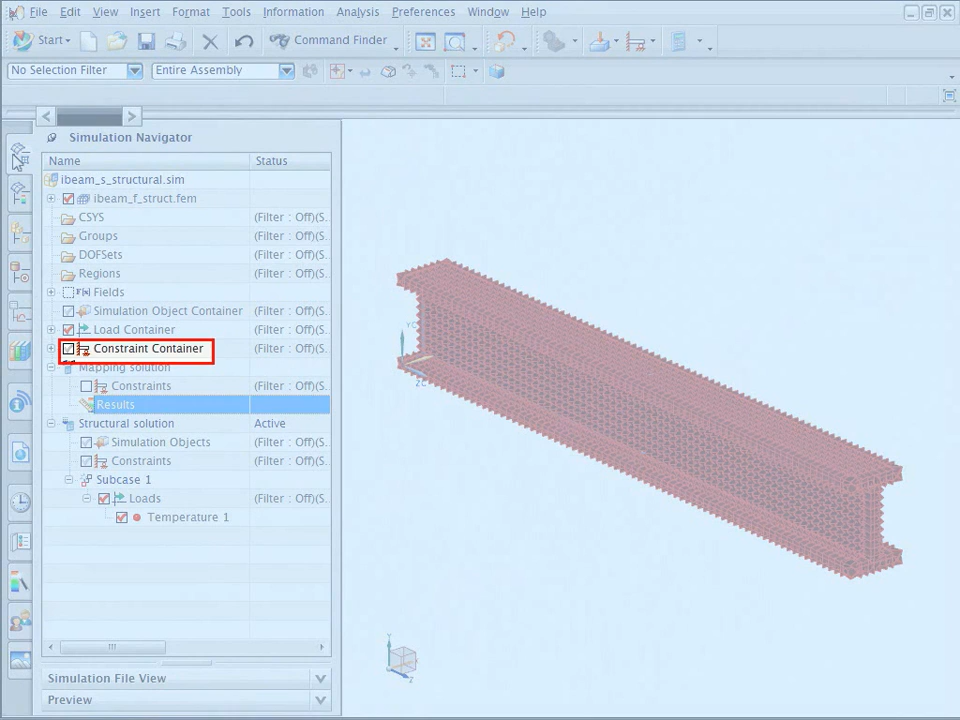 File Edit View Insert Format Tools Information Analysis Preferences Window Help
Start Command Finder
No Selection Filter Entire Assembly
Simulation Navigator
Name Status
ibeam_s_structural.sim
ibeam_f_struct.fem
CSYS (Filter : Off)(S.
Groups (Filter : Off)(S.
DOFSets (Filter : Off)(S.
Regions (Filter : Off)(S.
Fields (Filter : Off)(S.
Simulation Object Container (Filter : Off)(S.
Load Container (Filter : Off)(S.
Constraint Container (Filter : Off)(S.
Mapping solution
Constraints (Filter : Off)(S.
Results
Structural solution Active
Simulation Objects (Filter : Off)(S.
Constraints (Filter : Off)(S.
Subcase 1
Loads (Filter : Off)(S.
Temperature 1
Simulation File View
Preview
YC
ZC
Y
Z